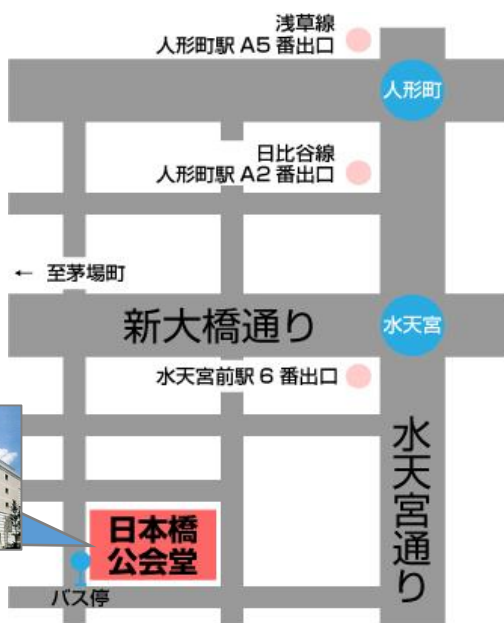 浅草線
人形町駅 A5 番出口
人形町
日比谷線
人形町駅 A2 番出口
← 至茅場町
新大橋通り
水天宮
水天宮前駅 6 番出口
水天宮通り
日本橋
公会堂
バス停